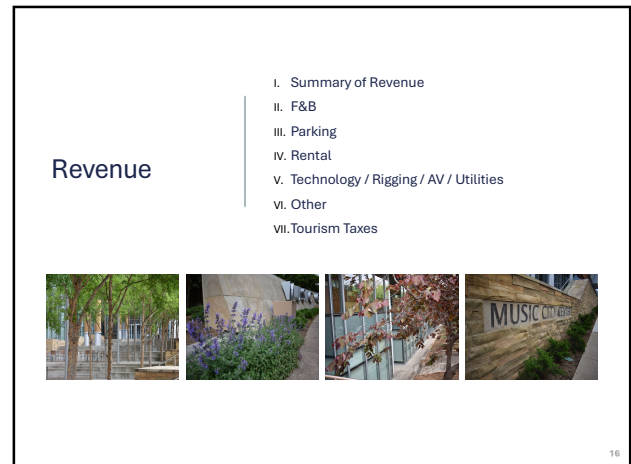 Revenue
I. Summary of Revenue
II. F&B
III. Parking
IV. Rental
V. Technology / Rigging / AV / Utilities
VI. Other
VII.Tourism Taxes
MUSIC CITY
16